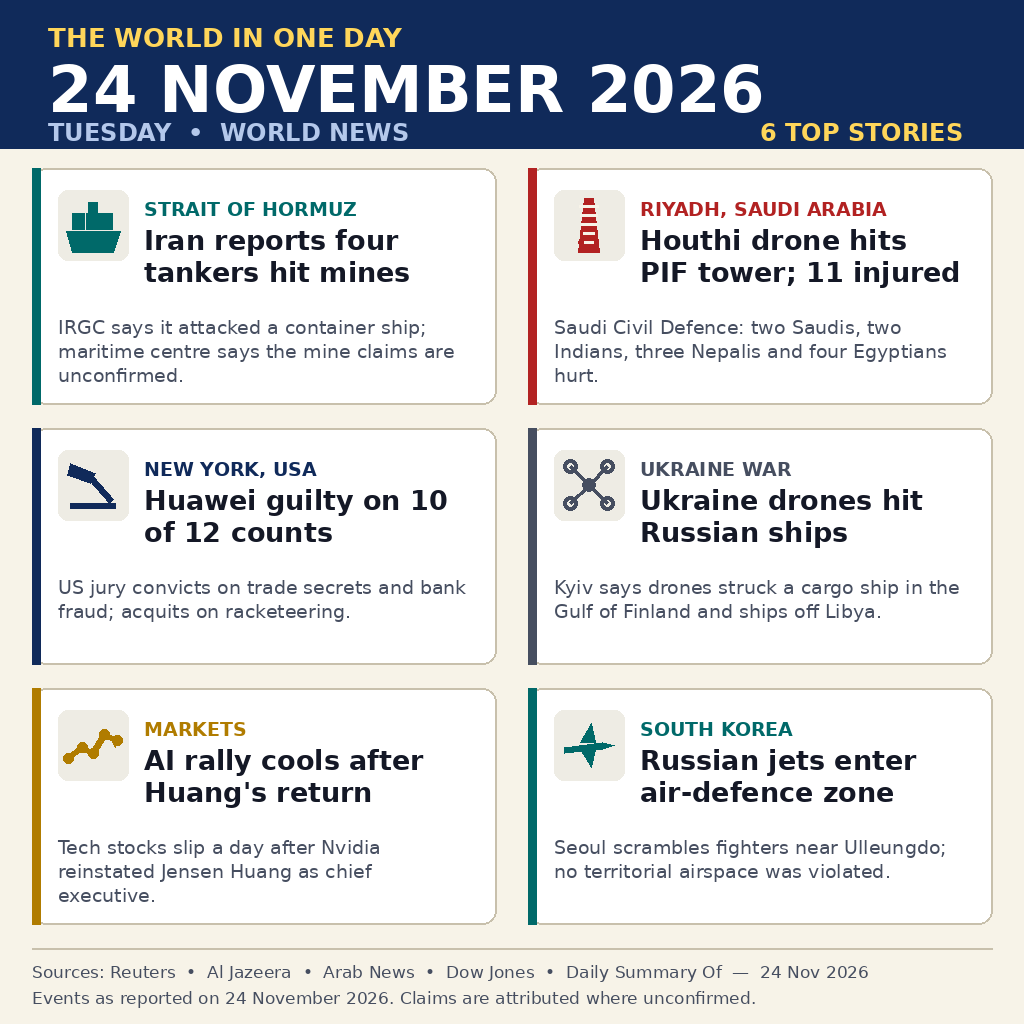 THE WORLD IN ONE DAY
24 NOVEMBER 2026
TUESDAY • WORLD NEWS
6 TOP STORIES
STRAIT OF HORMUZ
Iran reports four
tankers hit mines
IRGC says it attacked a container ship;
maritime centre says the mine claims are
unconfirmed.
RIYADH, SAUDI ARABIA
Houthi drone hits
PIF tower; 11 injured
Saudi Civil Defence: two Saudis, two
Indians, three Nepalis and four Egyptians
hurt.
NEW YORK, USA
Huawei guilty on 10
of 12 counts
US jury convicts on trade secrets and bank
fraud; acquits on racketeering.
UKRAINE WAR
Ukraine drones hit
Russian ships
Kyiv says drones struck a cargo ship in the
Gulf of Finland and ships off Libya.
MARKETS
AI rally cools after
Huang's return
Tech stocks slip a day after Nvidia
reinstated Jensen Huang as chief
executive.
SOUTH KOREA
Russian jets enter
air-defence zone
Seoul scrambles fighters near Ulleungdo;
no territorial airspace was violated.
Sources: Reuters • Al Jazeera • Arab News • Dow Jones • Daily Summary Of — 24 Nov 2026
Events as reported on 24 November 2026. Claims are attributed where unconfirmed.